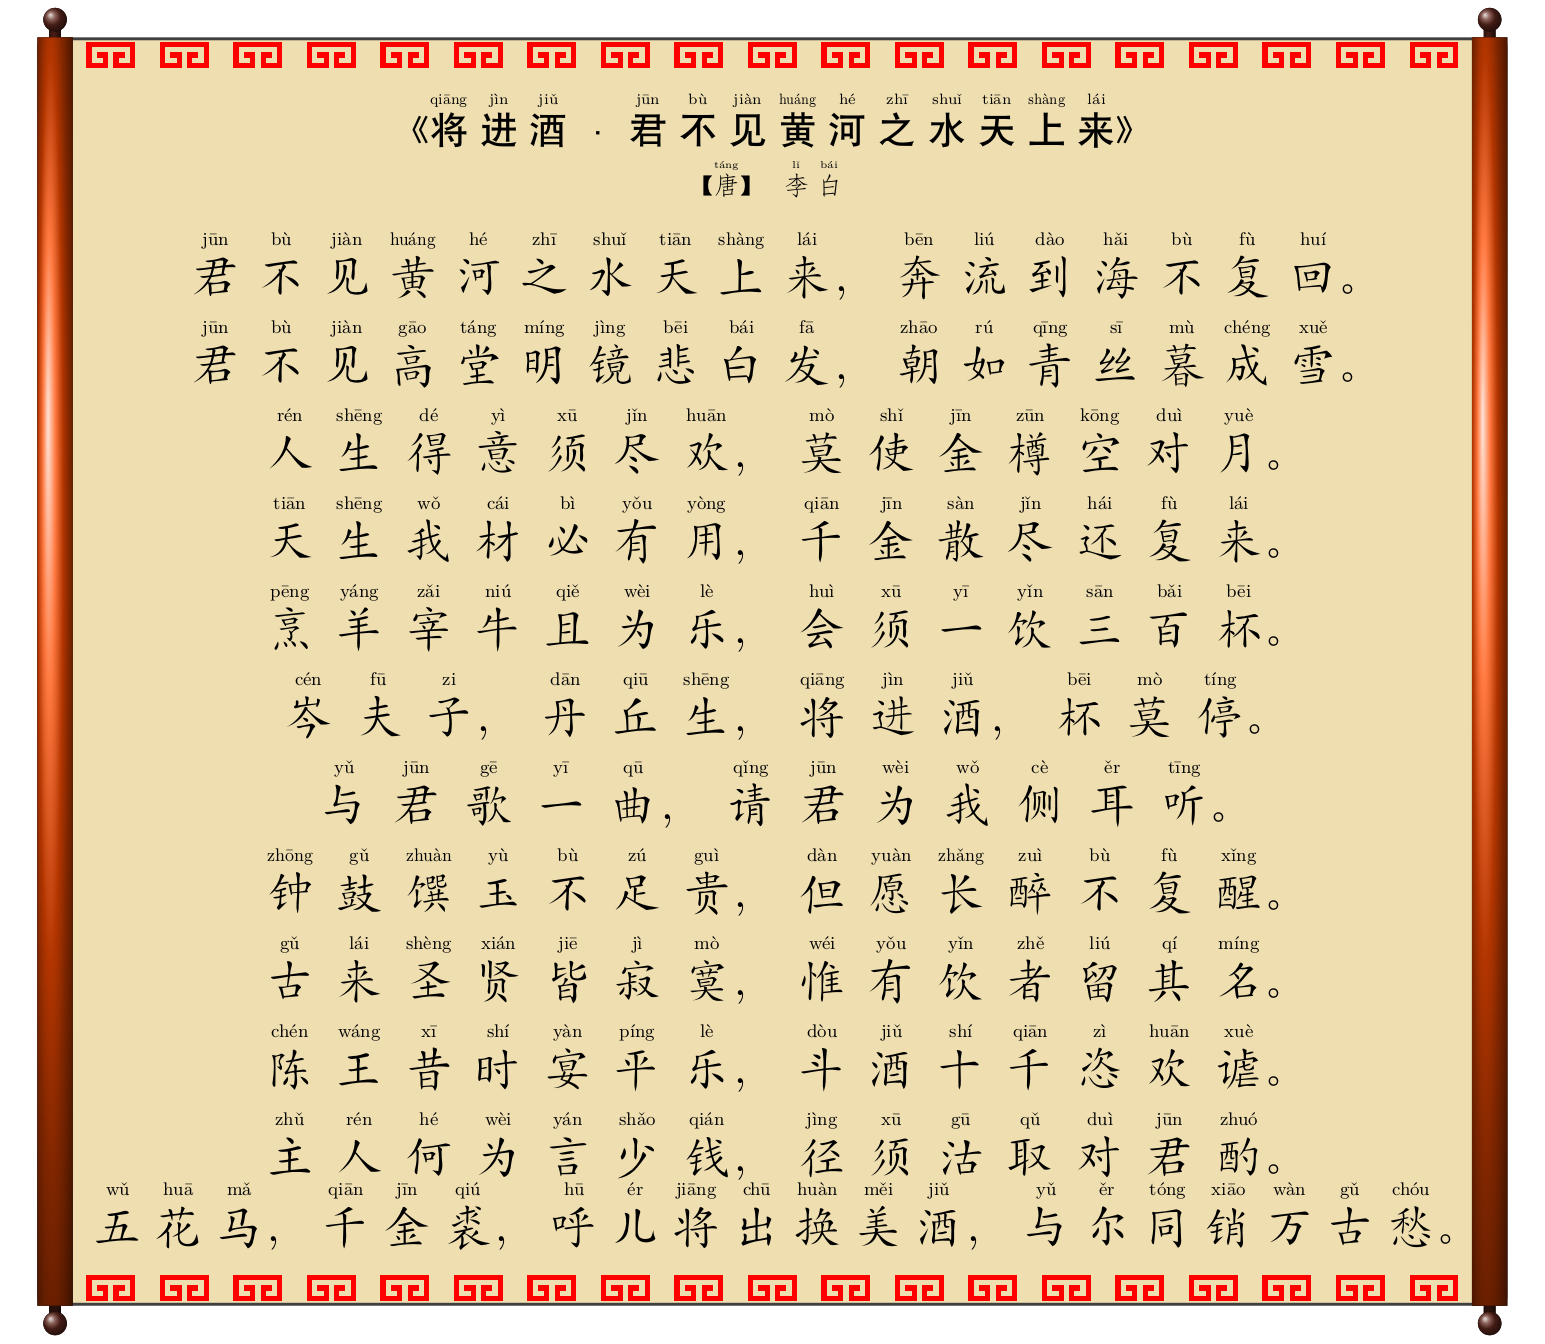 qiāng jìn jiǔ jūn bù jiàn huáng hé zhī shuǐ tiān shàng lái
《将进酒 · 君不见黄河之水天上来》
táng lǐ bái
【唐】 李白
jūn bù jiàn huáng hé zhī shuǐ tiān shàng lái bēn liú dào hǎi bù fù huí
君不见黄河之水天上来, 奔流到海不复回。
jūn bù jiàn gāo táng míng jìng bēi bái fā zhāo rú qīng sī mù chéng xuě
君不见高堂明镜悲白发, 朝如青丝暮成雪。
rén shēng dé yì xū jǐn huān mò shǐ jīn zūn kōng duì yuè
人生得意须尽欢, 莫使金樽空对月。
tiān shēng wǒ cái bì yǒu yòng qiān jīn sàn jǐn hái fù lái
天生我材必有用, 千金散尽还复来。
pēng yáng zǎi niú qiě wèi lè huì xū yī yǐn sān bǎi bēi
烹羊宰牛且为乐, 会须一饮三百杯。
cén fū zi dān qiū shēng qiāng jìn jiǔ bēi mò tíng
岑夫子, 丹丘生, 将进酒, 杯莫停。
yǔ jūn gē yī qū qǐng jūn wèi wǒ cè ěr tīng
与君歌一曲, 请君为我侧耳听。
zhōng gǔ zhuàn yù bù zú guì dàn yuàn zhǎng zuì bù fù xǐng
钟鼓馔玉不足贵, 但愿长醉不复醒。
gǔ lái shèng xián jiē jì mò wéi yǒu yǐn zhě liú qí míng
古来圣贤皆寂寞, 惟有饮者留其名。
chén wáng xī shí yàn píng lè dòu jiǔ shí qiān zì huān xuè
陈王昔时宴平乐, 斗酒十千恣欢谑。
zhǔ rén hé wèi yán shǎo qián jìng xū gū qǔ duì jūn zhuó
主人何为言少钱, 径须沽取对君酌。
wǔ huā mǎ qiān jīn qiú hū ér jiāng chū huàn měi jiǔ yǔ ěr tóng xiāo wàn gǔ chóu
五花马, 千金裘, 呼儿将出换美酒, 与尔同销万古愁。